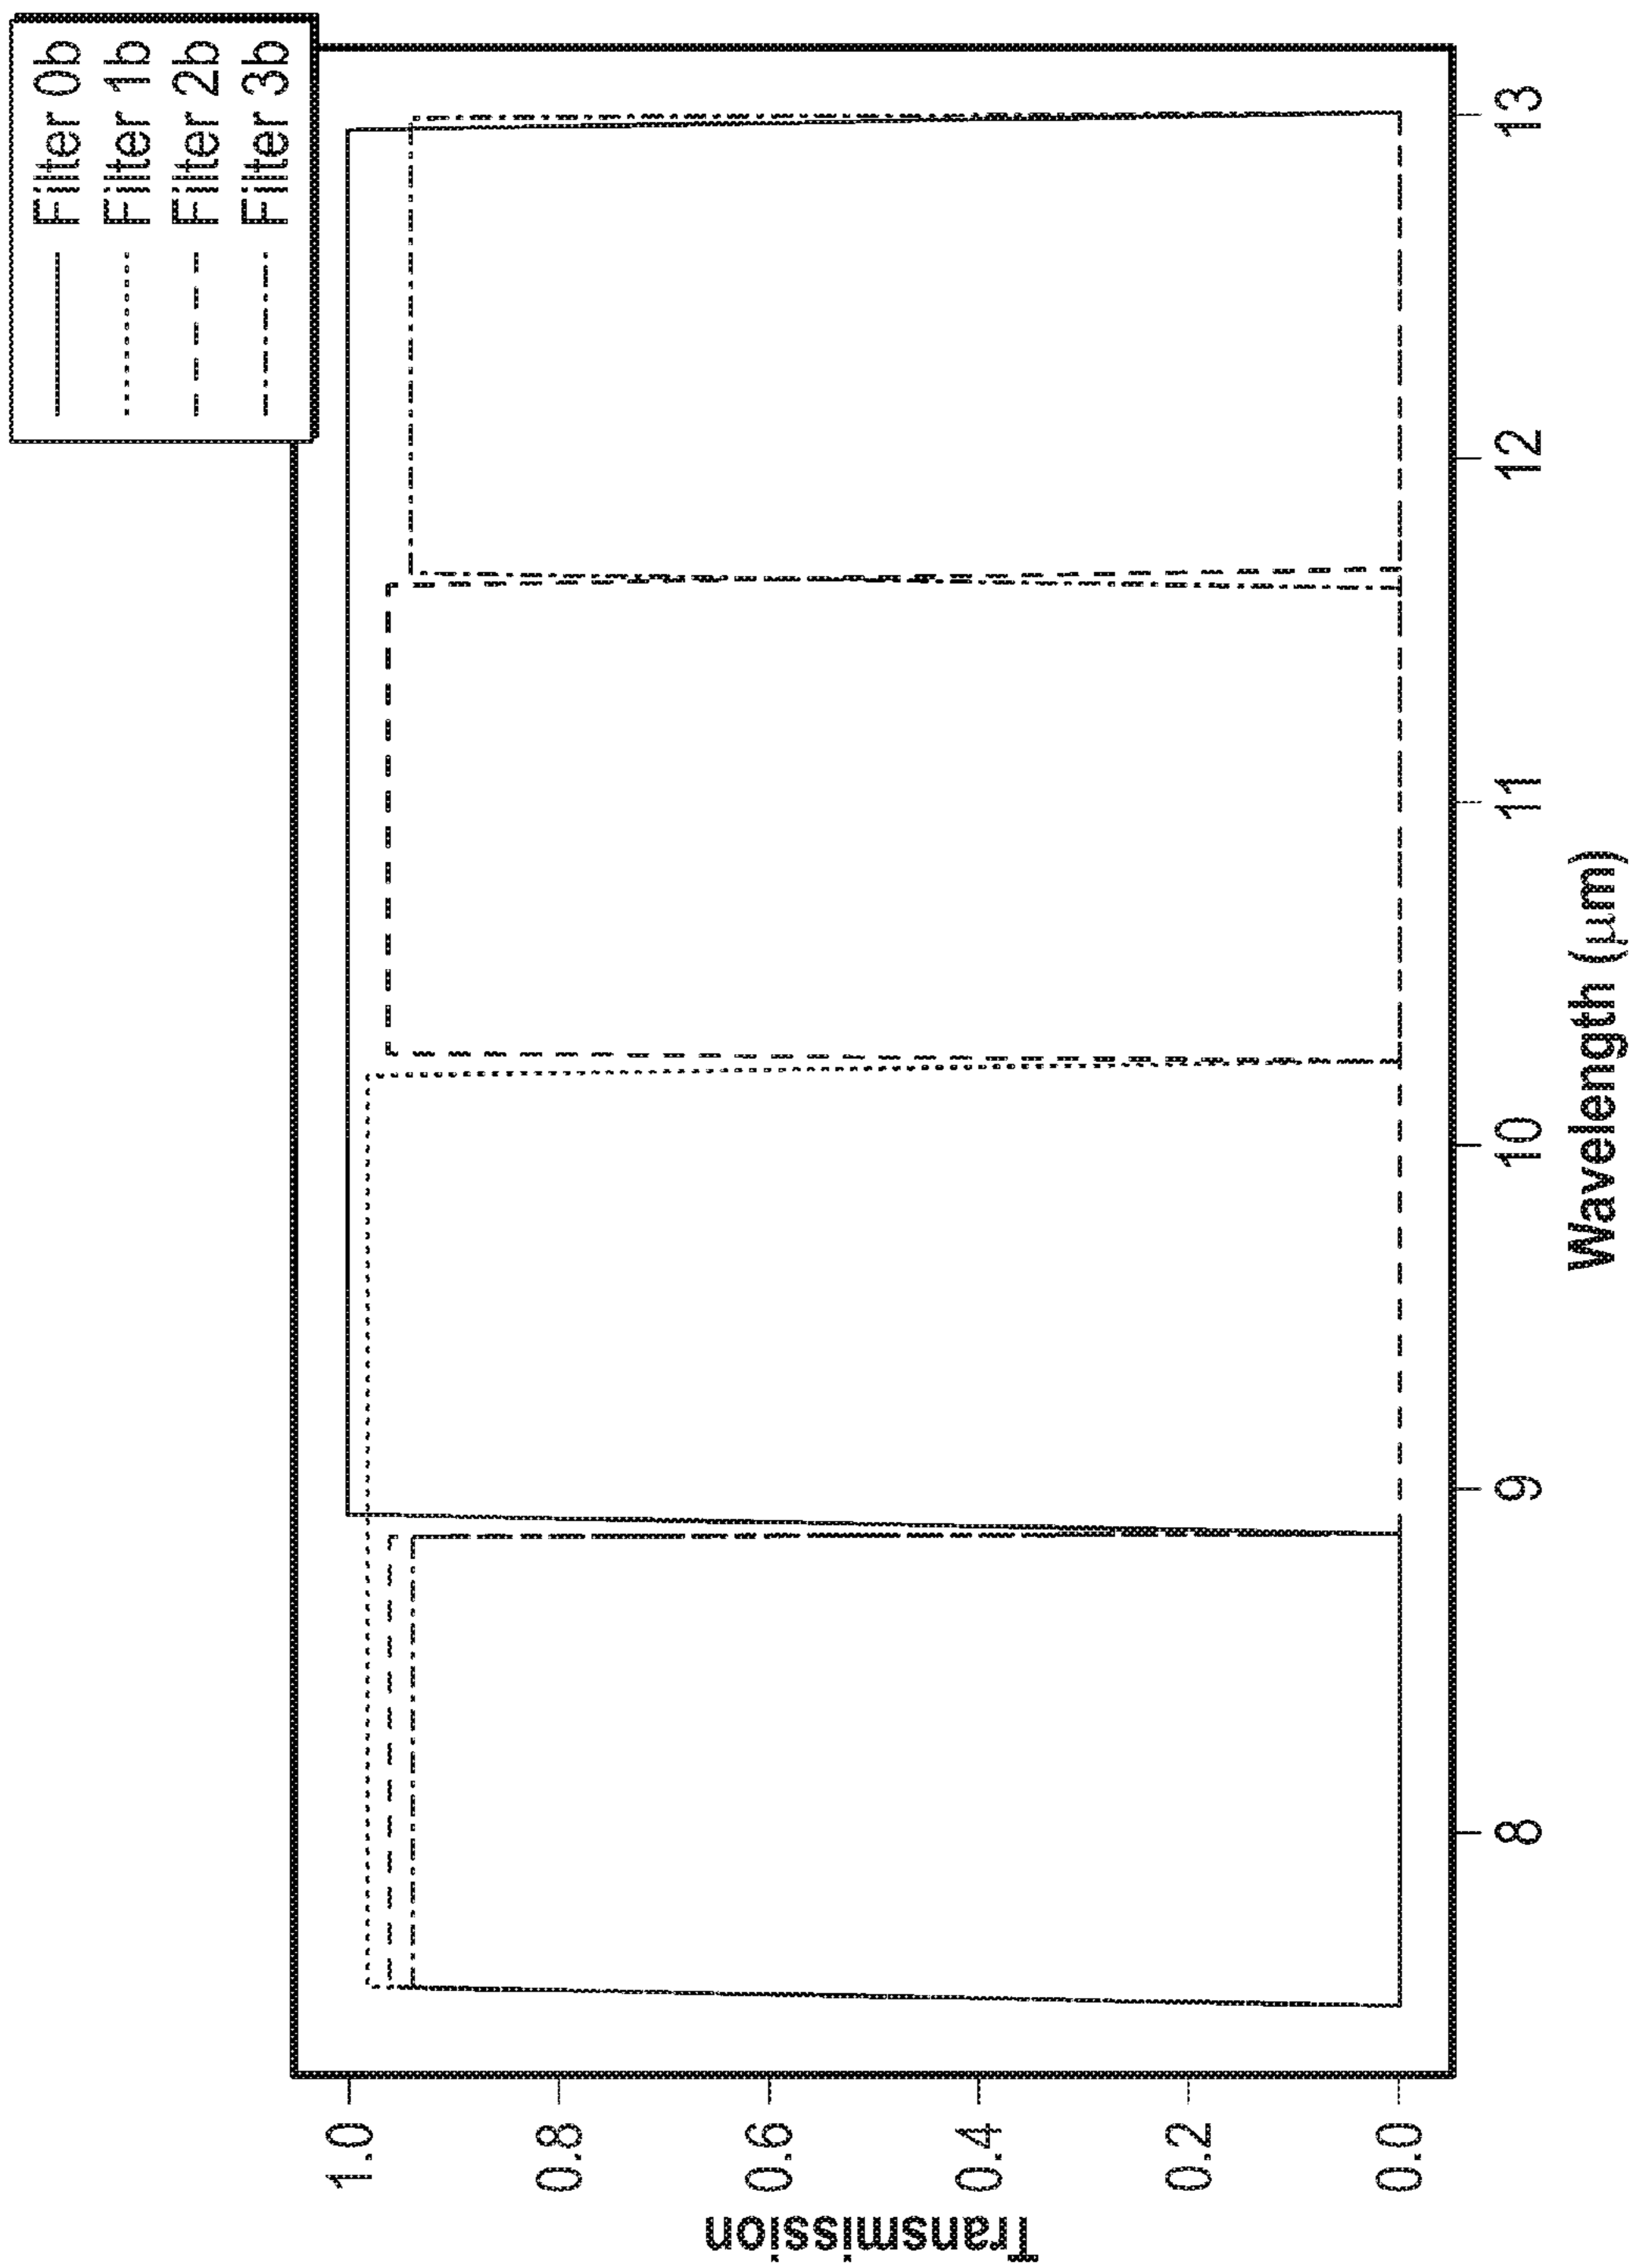 Filter 0b
Filter 1b
Filter 2b
Filter 3b
Transmission
1.0
0.8
0.6
0.4
0.2
0.0
8
9
10
11
12
13
Wavelength (μm)